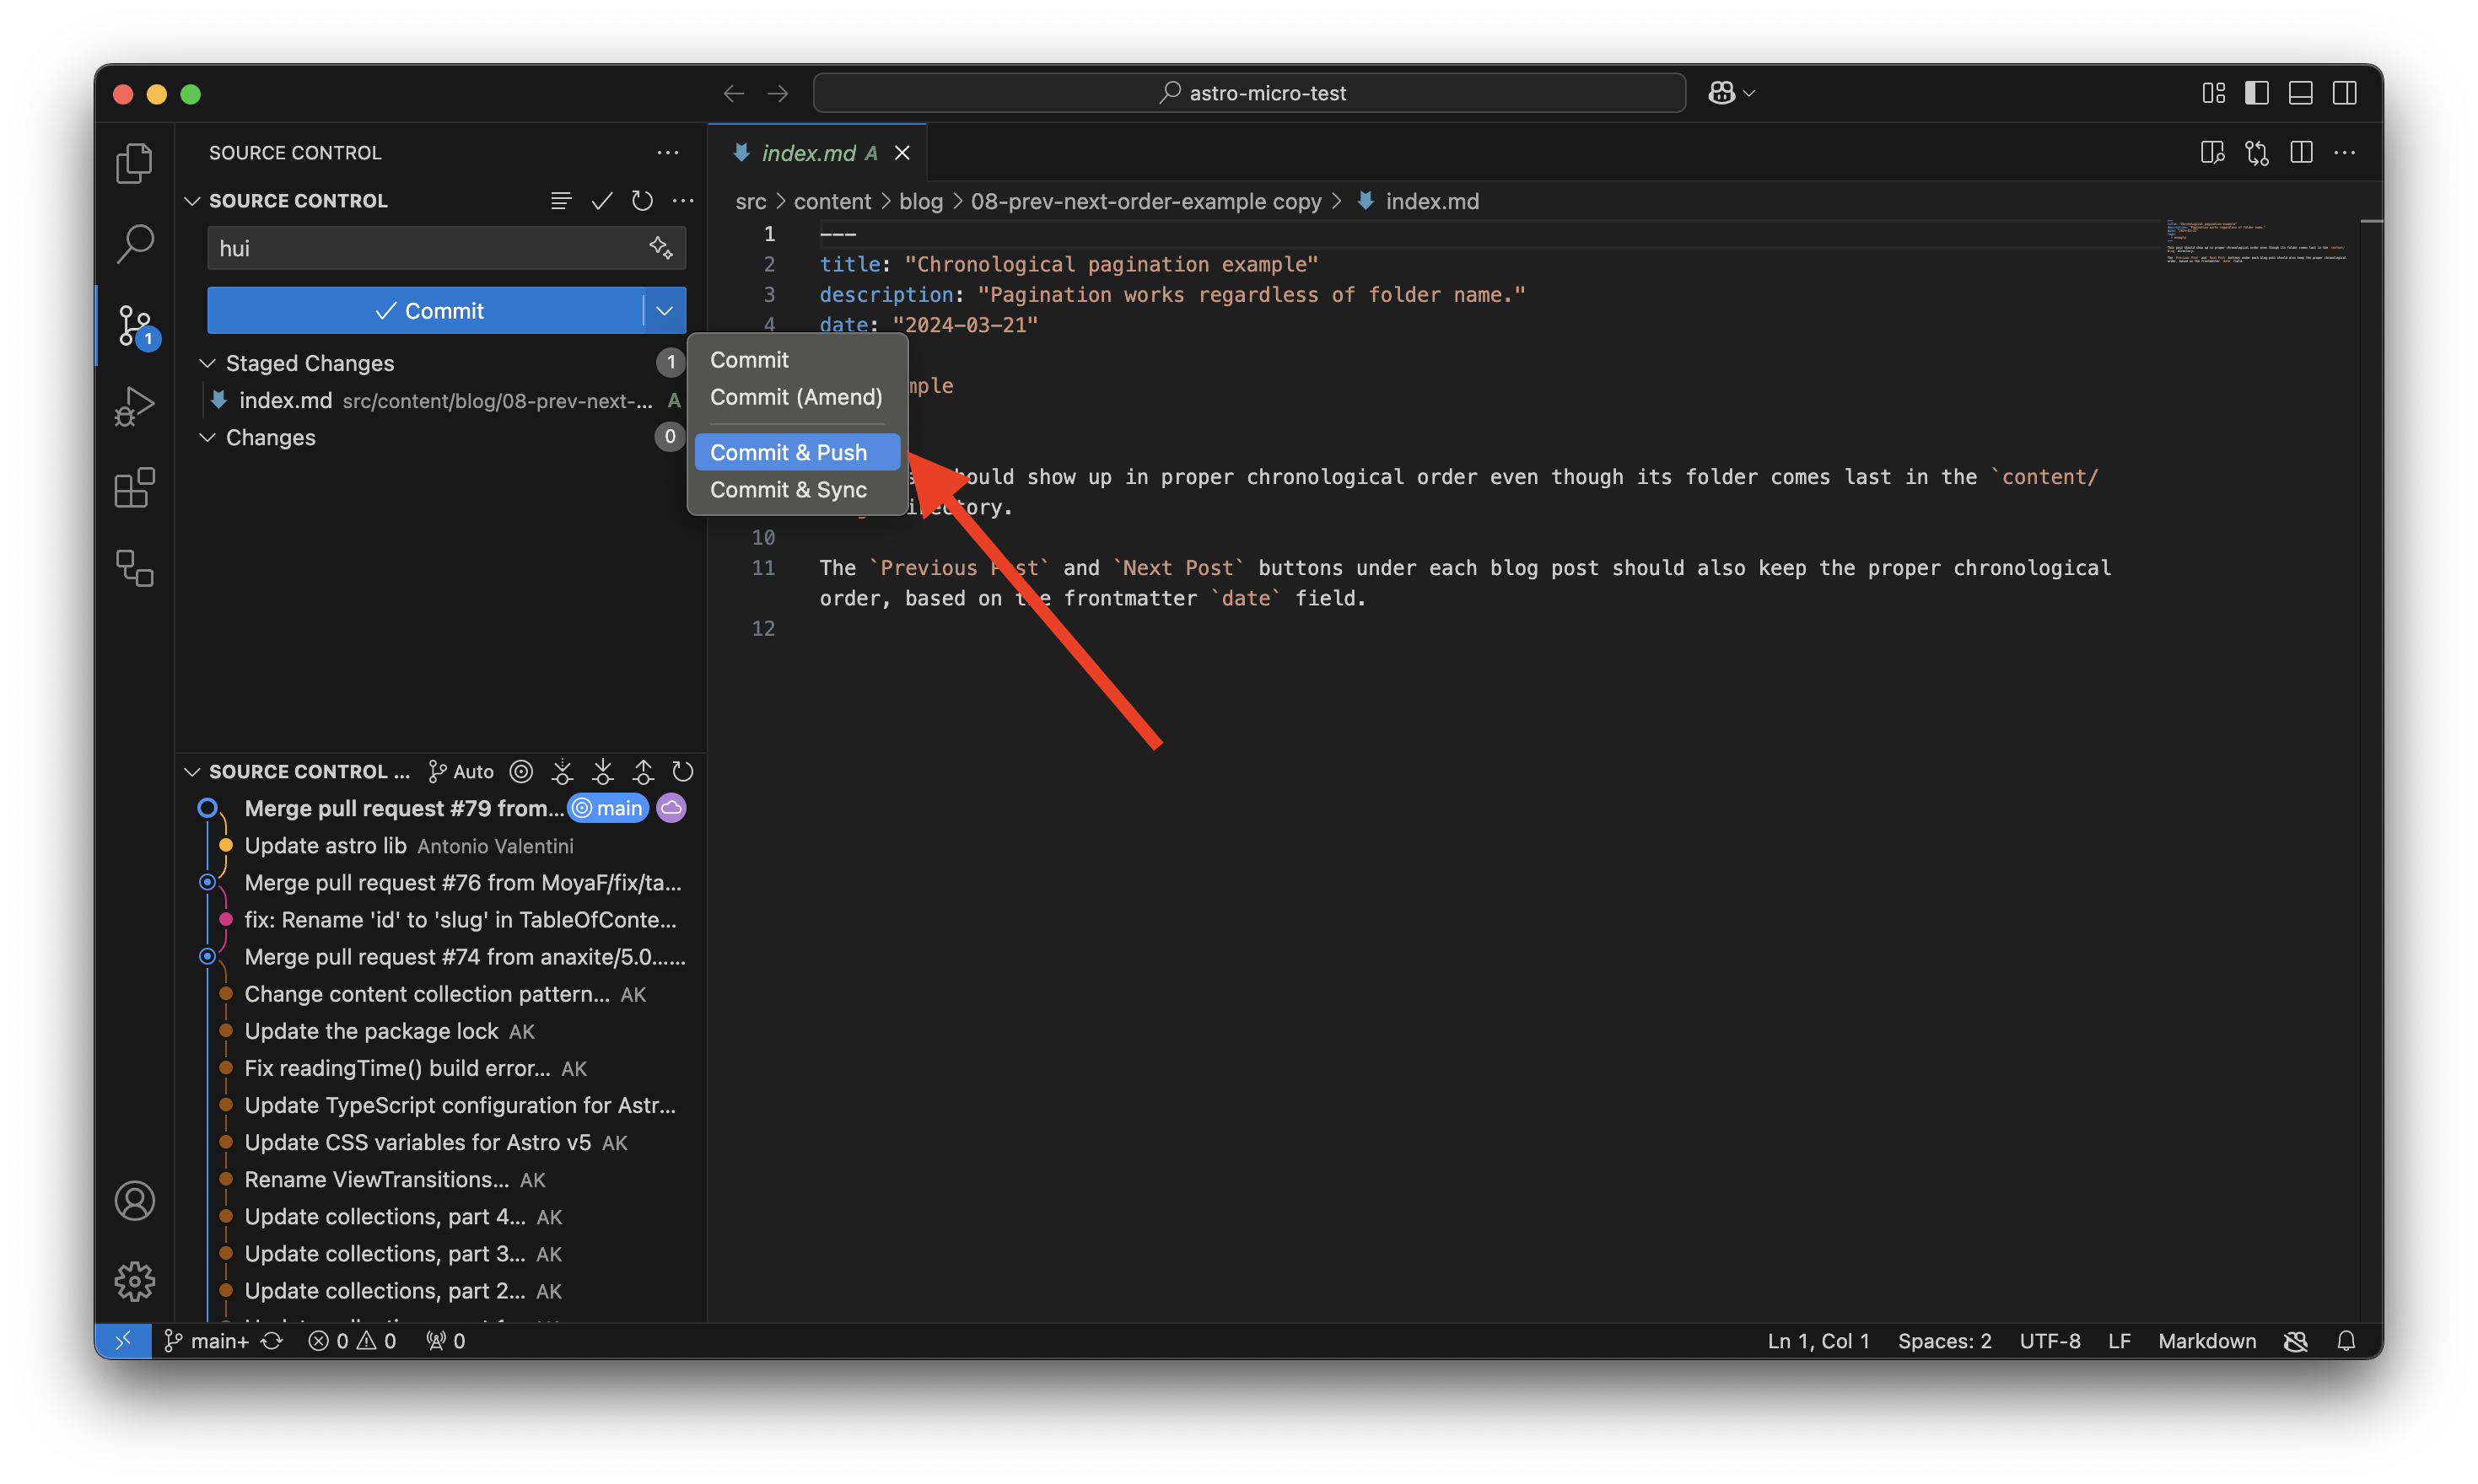 astro-micro-test
SOURCE CONTROL
SOURCE CONTROL
hui
Commit
Staged Changes 1
index.md src/content/blog/08-prev-next-... A
Changes 0
Commit
Commit (Amend)
Commit & Push
Commit & Sync
1
SOURCE CONTROL ... Auto
Merge pull request #79 from... main
Update astro lib Antonio Valentini
Merge pull request #76 from MoyaF/fix/ta...
fix: Rename 'id' to 'slug' in TableOfConte...
Merge pull request #74 from anaxite/5.0......
Change content collection pattern... AK
Update the package lock AK
Fix readingTime() build error... AK
Update TypeScript configuration for Astr...
Update CSS variables for Astro v5 AK
Rename ViewTransitions... AK
Update collections, part 4... AK
Update collections, part 3... AK
Update collections, part 2... AK
index.md A
src > content > blog > 08-prev-next-order-example copy > index.md
1 ---
2 title: "Chronological pagination example"
3 description: "Pagination works regardless of folder name."
4 date: "2024-03-21"
mple
should show up in proper chronological order even though its folder comes last in the `content/
directory.
10
11 The `Previous Post` and `Next Post` buttons under each blog post should also keep the proper chronological
order, based on the frontmatter `date` field.
12
main+ 0 0 0
Ln 1, Col 1 Spaces: 2 UTF-8 LF Markdown